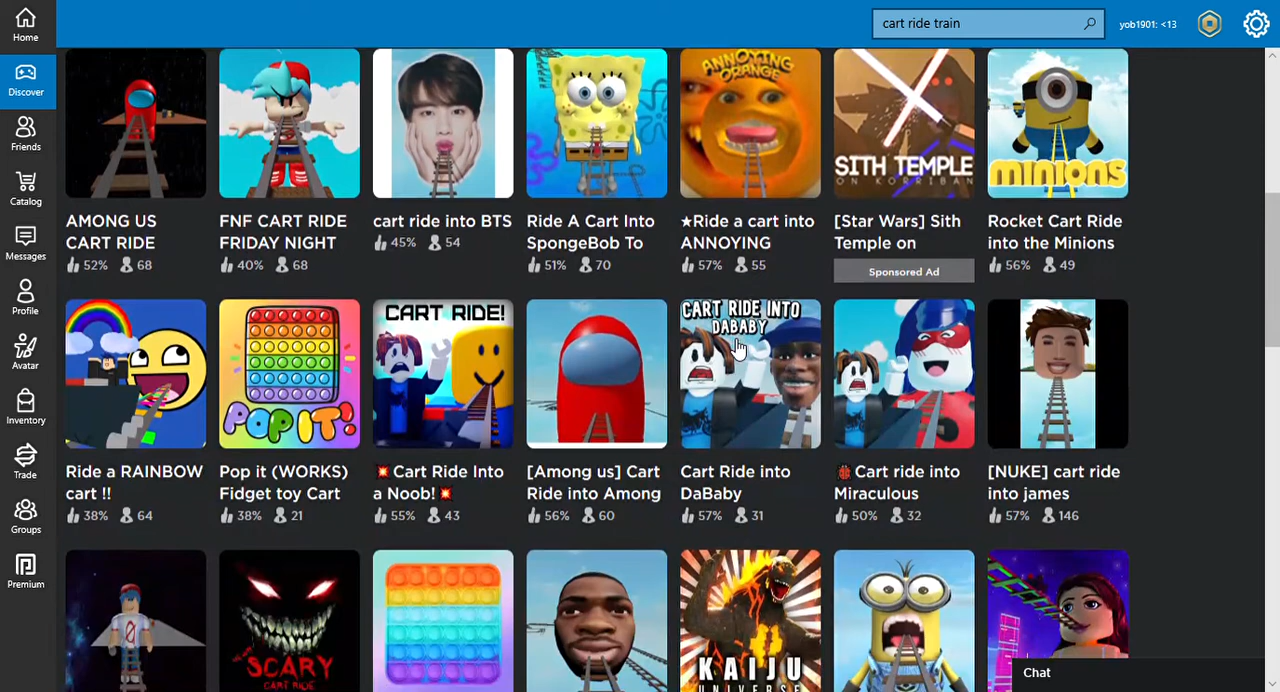 cart ride train
yob1901: <13
Home
Discover
Friends
Catalog
Messages
Profile
Avatar
Inventory
Trade
Groups
Premium
ANNOYING
ORANGE
SITH TEMPLE
ON KORRIBAN
MINIONS
AMONG US
CART RIDE
52% 68
FNF CART RIDE
FRIDAY NIGHT
40% 68
cart ride into BTS
45% 54
Ride A Cart Into
SpongeBob To
51% 70
★Ride a cart into
ANNOYING
57% 55
[Star Wars] Sith
Temple on
Sponsored Ad
Rocket Cart Ride
into the Minions
56% 49
POP IT!
CART RIDE!
CART RIDE INTO
DABABY
Ride a RAINBOW
cart !!
38% 64
Pop it (WORKS)
Fidget toy Cart
38% 21
💥Cart Ride Into
a Noob!💥
55% 43
[Among us] Cart
Ride into Among
56% 60
Cart Ride into
DaBaby
57% 31
🐞Cart ride into
Miraculous
50% 32
[NUKE] cart ride
into james
57% 146
SCARY
CART RIDE
KAIJU
UNIVERSE
Chat